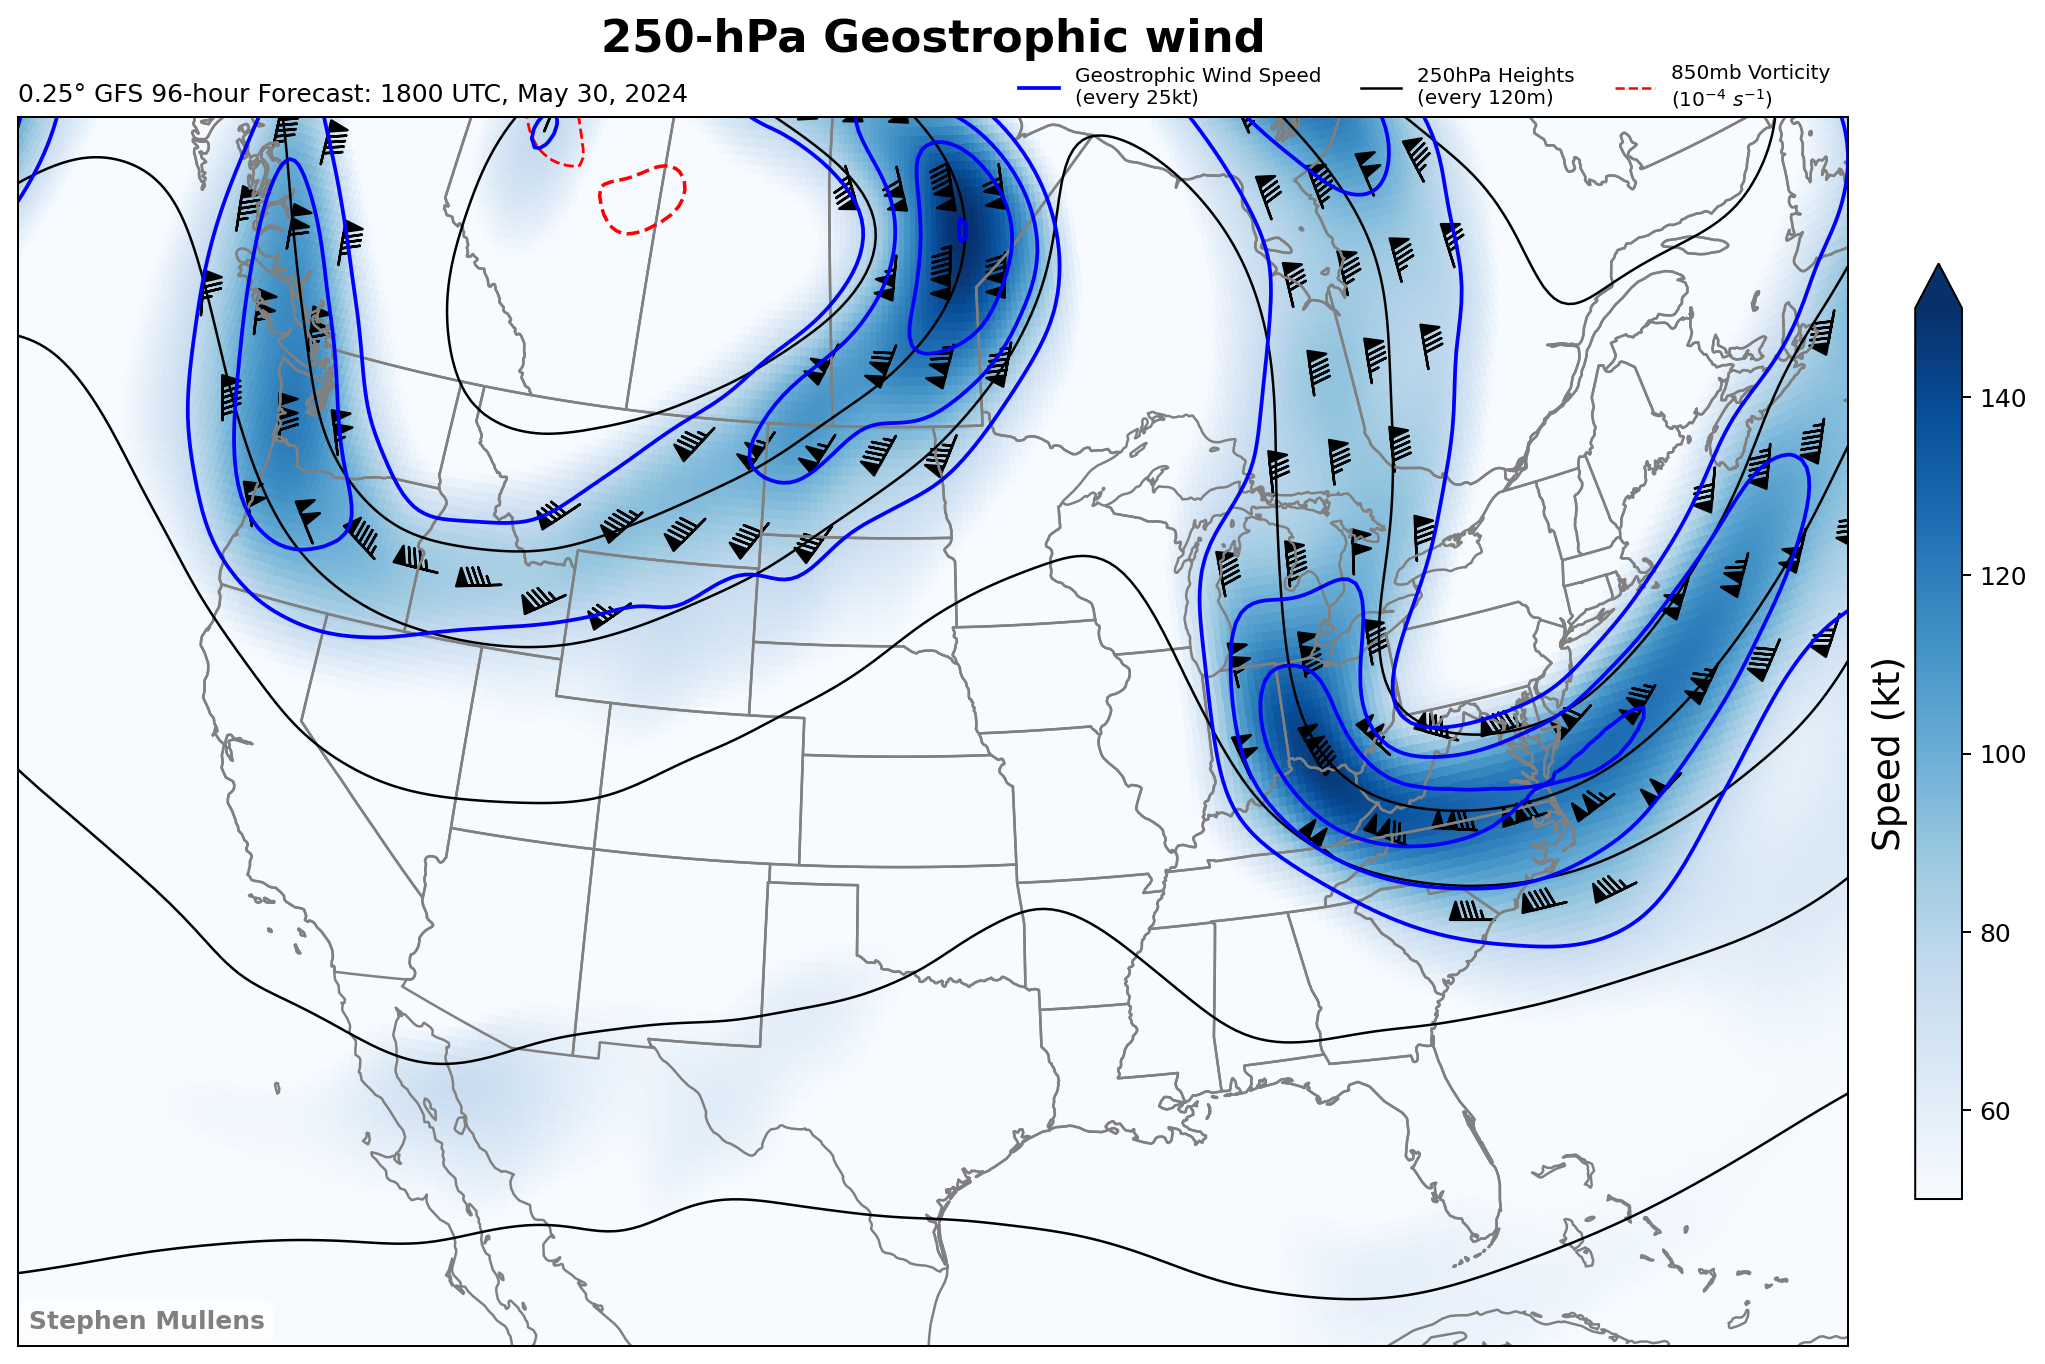 250-hPa Geostrophic wind
0.25° GFS 96-hour Forecast: 1800 UTC, May 30, 2024
Geostrophic Wind Speed
(every 25kt)
250hPa Heights
(every 120m)
850mb Vorticity
(10⁻⁴ s⁻¹)
140
120
100
80
60
Speed (kt)
Stephen Mullens